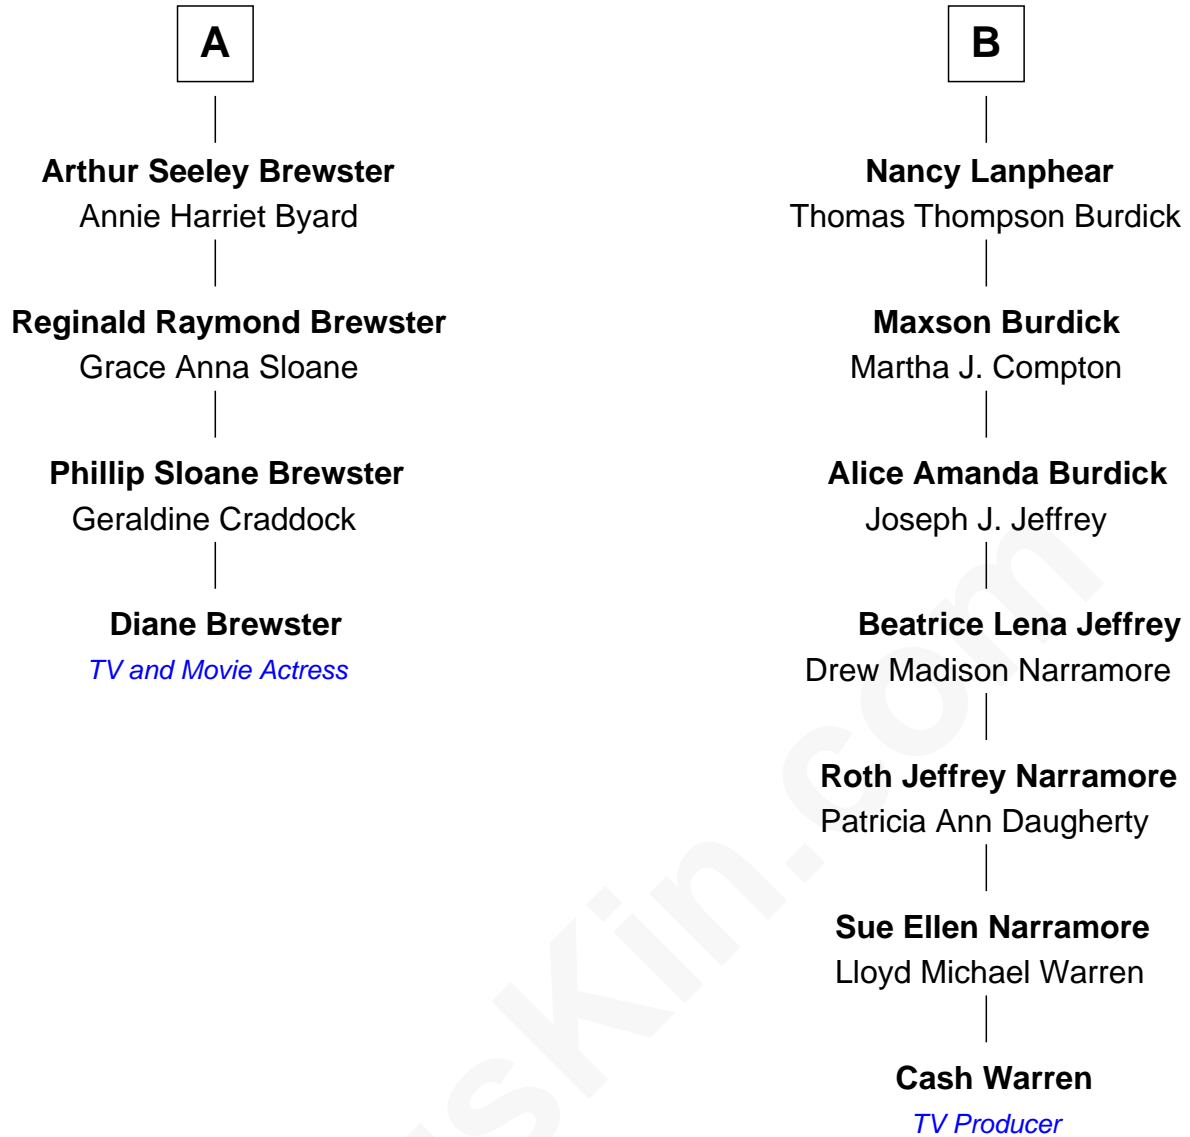 A
Arthur Seeley Brewster
Annie Harriet Byard
Reginald Raymond Brewster
Grace Anna Sloane
Phillip Sloane Brewster
Geraldine Craddock
Diane Brewster
TV and Movie Actress
B
Nancy Lanphear
Thomas Thompson Burdick
Maxson Burdick
Martha J. Compton
Alice Amanda Burdick
Joseph J. Jeffrey
Beatrice Lena Jeffrey
Drew Madison Narramore
Roth Jeffrey Narramore
Patricia Ann Daugherty
Sue Ellen Narramore
Lloyd Michael Warren
Cash Warren
TV Producer